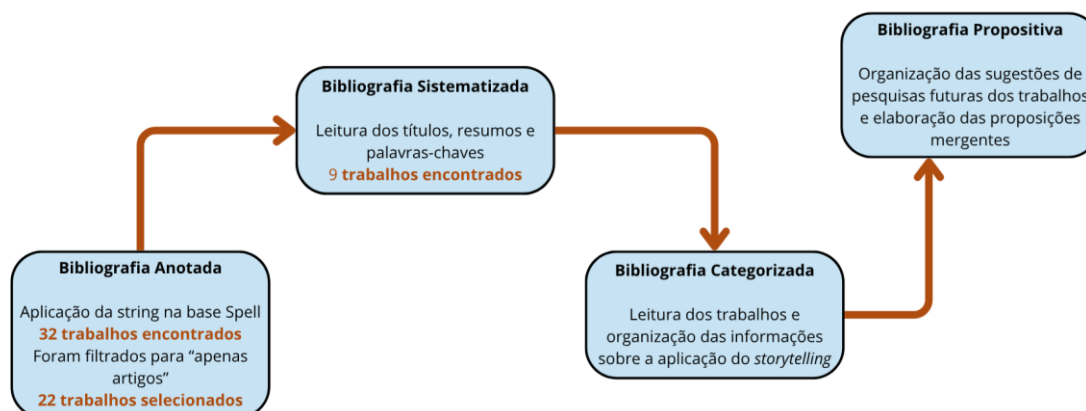 Bibliografia Anotada
Aplicação da string na base Spell
32 trabalhos encontrados
Foram filtrados para “apenas
artigos”
22 trabalhos selecionados
Bibliografia Sistematizada
Leitura dos títulos, resumos e
palavras-chaves
9 trabalhos encontrados
Bibliografia Categorizada
Leitura dos trabalhos e
organização das informações
sobre a aplicação do storytelling
Bibliografia Propositiva
Organização das sugestões de
pesquisas futuras dos trabalhos
e elaboração das proposições
mergentes